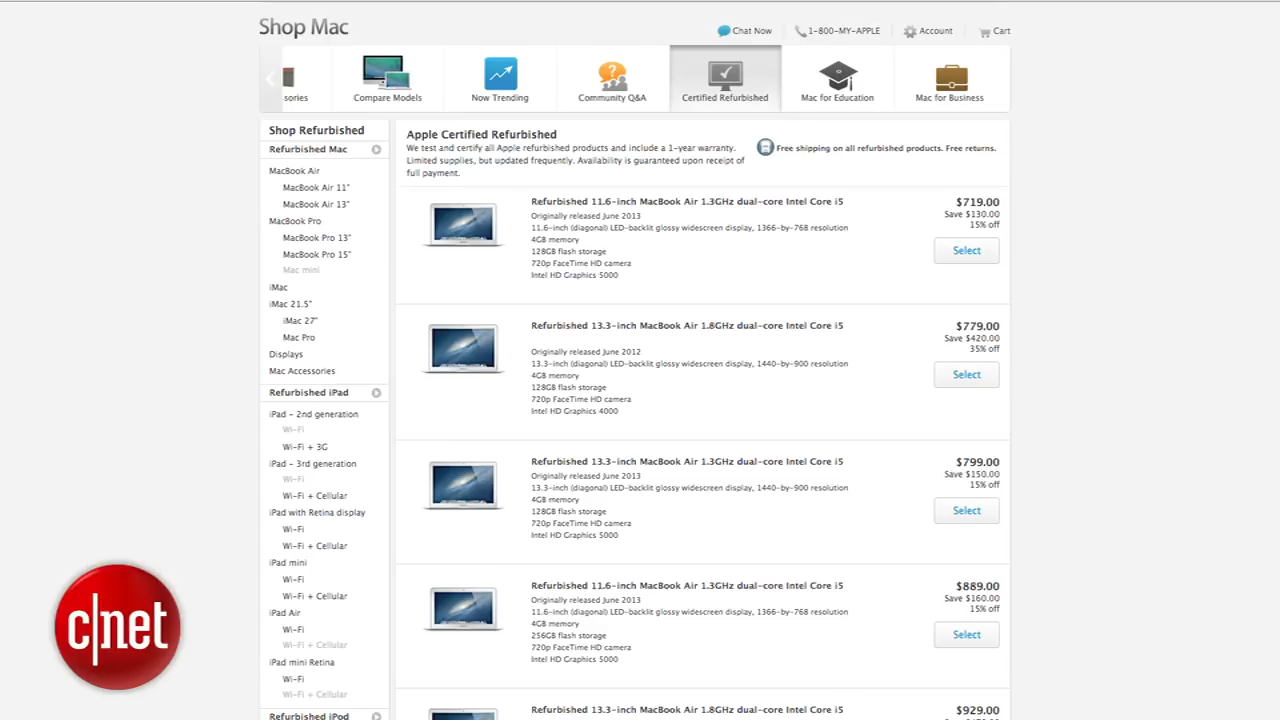 Shop Mac
Chat Now
1-800-MY-APPLE
Account
Cart
sories
Compare Models
Now Trending
Community Q&A
Certified Refurbished
Mac for Education
Mac for Business
Shop Refurbished
Refurbished Mac
MacBook Air
MacBook Air 11"
MacBook Air 13"
MacBook Pro
MacBook Pro 13"
MacBook Pro 15"
Mac mini
iMac
iMac 21.5"
iMac 27"
Mac Pro
Displays
Mac Accessories
Refurbished iPad
iPad - 2nd generation
Wi-Fi
Wi-Fi + 3G
iPad - 3rd generation
Wi-Fi
Wi-Fi + Cellular
iPad with Retina display
Wi-Fi
Wi-Fi + Cellular
iPad mini
Wi-Fi
Wi-Fi + Cellular
iPad Air
Wi-Fi
Wi-Fi + Cellular
iPad mini Retina
Wi-Fi
Wi-Fi + Cellular
Refurbished iPod
Apple Certified Refurbished
We test and certify all Apple refurbished products and include a 1-year warranty.
Limited supplies, but updated frequently. Availability is guaranteed upon receipt of
full payment.
Free shipping on all refurbished products. Free returns.
Refurbished 11.6-inch MacBook Air 1.3GHz dual-core Intel Core i5
Originally released June 2013
11.6-inch (diagonal) LED-backlit glossy widescreen display, 1366-by-768 resolution
4GB memory
128GB flash storage
720p FaceTime HD camera
Intel HD Graphics 5000
$719.00
Save $130.00
15% off
Select
Refurbished 13.3-inch MacBook Air 1.8GHz dual-core Intel Core i5
Originally released June 2012
13.3-inch (diagonal) LED-backlit glossy widescreen display, 1440-by-900 resolution
4GB memory
128GB flash storage
720p FaceTime HD camera
Intel HD Graphics 4000
$779.00
Save $420.00
35% off
Select
Refurbished 13.3-inch MacBook Air 1.3GHz dual-core Intel Core i5
Originally released June 2013
13.3-inch (diagonal) LED-backlit glossy widescreen display, 1440-by-900 resolution
4GB memory
128GB flash storage
720p FaceTime HD camera
Intel HD Graphics 5000
$799.00
Save $150.00
15% off
Select
Refurbished 11.6-inch MacBook Air 1.3GHz dual-core Intel Core i5
Originally released June 2013
11.6-inch (diagonal) LED-backlit glossy widescreen display, 1366-by-768 resolution
4GB memory
256GB flash storage
720p FaceTime HD camera
Intel HD Graphics 5000
$889.00
Save $160.00
15% off
Select
Refurbished 13.3-inch MacBook Air 1.8GHz dual-core Intel Core i5
$929.00
c|net